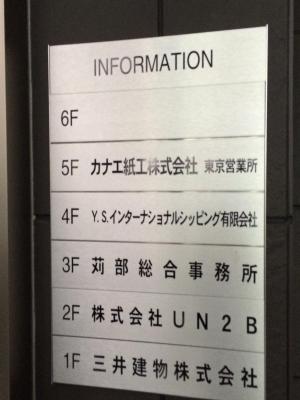 INFORMATION
6F
5F カナエ紙工株式会社 東京営業所
4F Y.S.インターナショナルシッピング有限会社
3F 苅部総合事務所
2F 株式会社UN2B
1F 三井建物株式会社